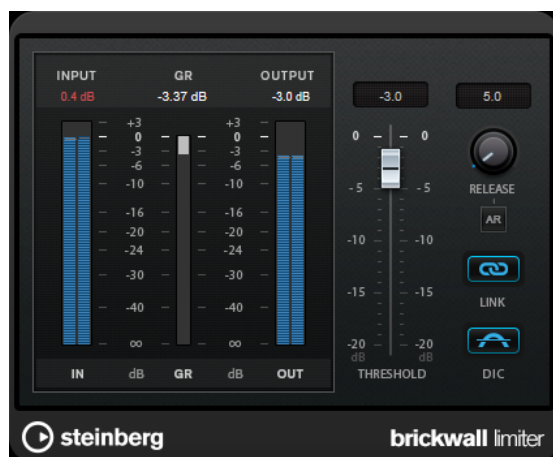 INPUT GR OUTPUT
0.4 dB -3.37 dB -3.0 dB
-3.0 5.0
+3 +3
0 0 0 0
-3 -3
-6 -6
-10 -10
-16 -16
-20 -20
-24 -24
-30 -30
-40 -40
∞ ∞
-5 -5
-10 -10
-15 -15
-20 -20
dB dB
RELEASE
AR
LINK
IN dB GR dB OUT
THRESHOLD
DIC
steinberg
brickwall limiter